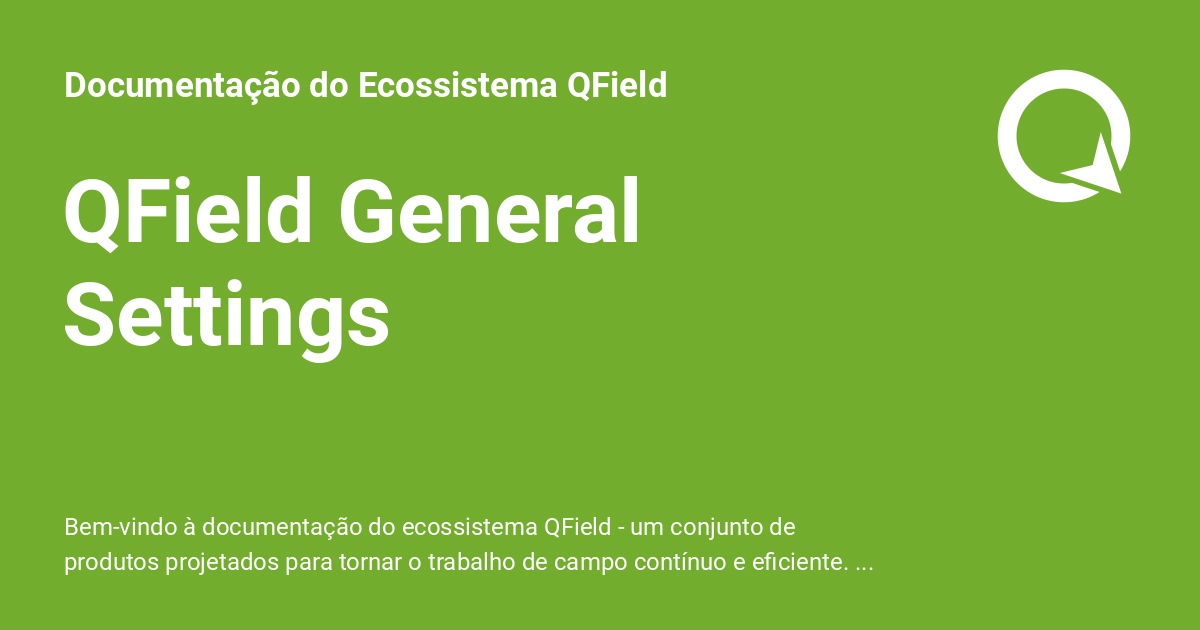 Documentação do Ecossistema QField
QField General
Settings
Bem-vindo à documentação do ecossistema QField - um conjunto de
produtos projetados para tornar o trabalho de campo contínuo e eficiente. ...